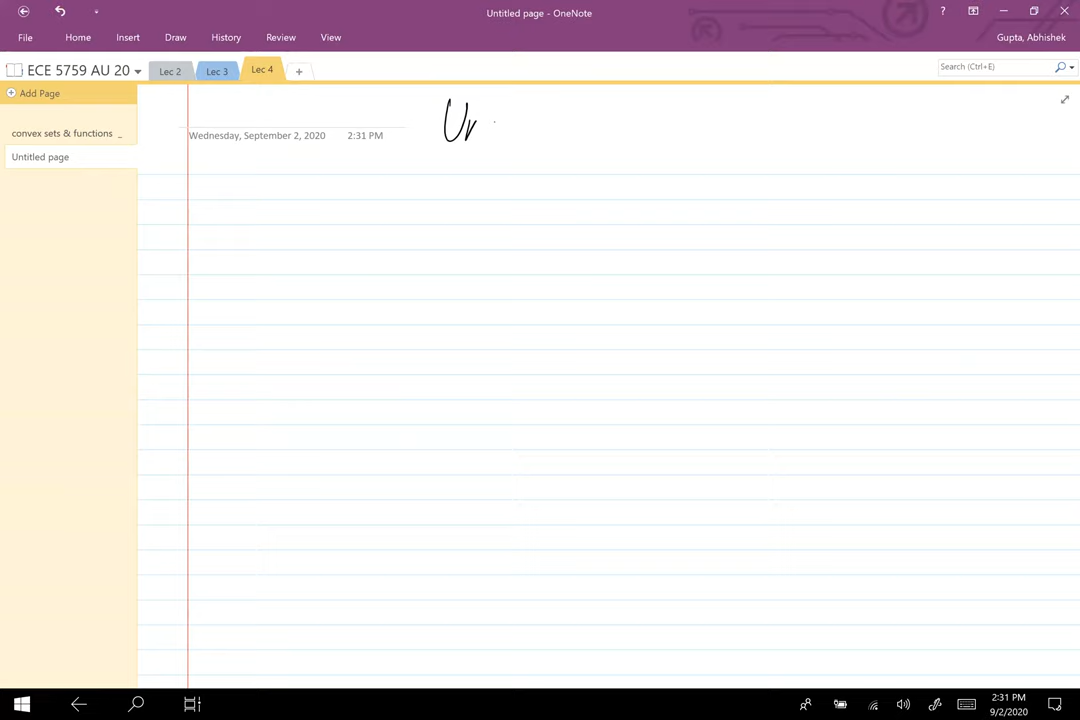 Untitled page - OneNote
?
File Home Insert Draw History Review View
Gupta, Abhishek
ECE 5759 AU 20
Lec 2
Lec 3
Lec 4
+
Search (Ctrl+E)
Add Page
convex sets & functions _
Untitled page
Wednesday, September 2, 2020 2:31 PM
2:31 PM
9/2/2020